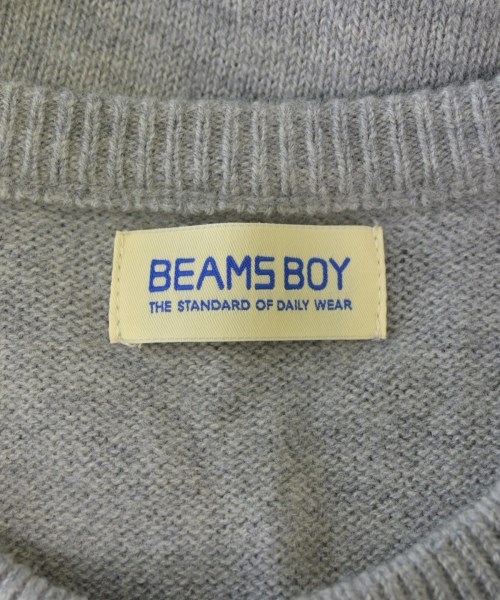 BEAMS BOY
THE STANDARD OF DAILY WEAR